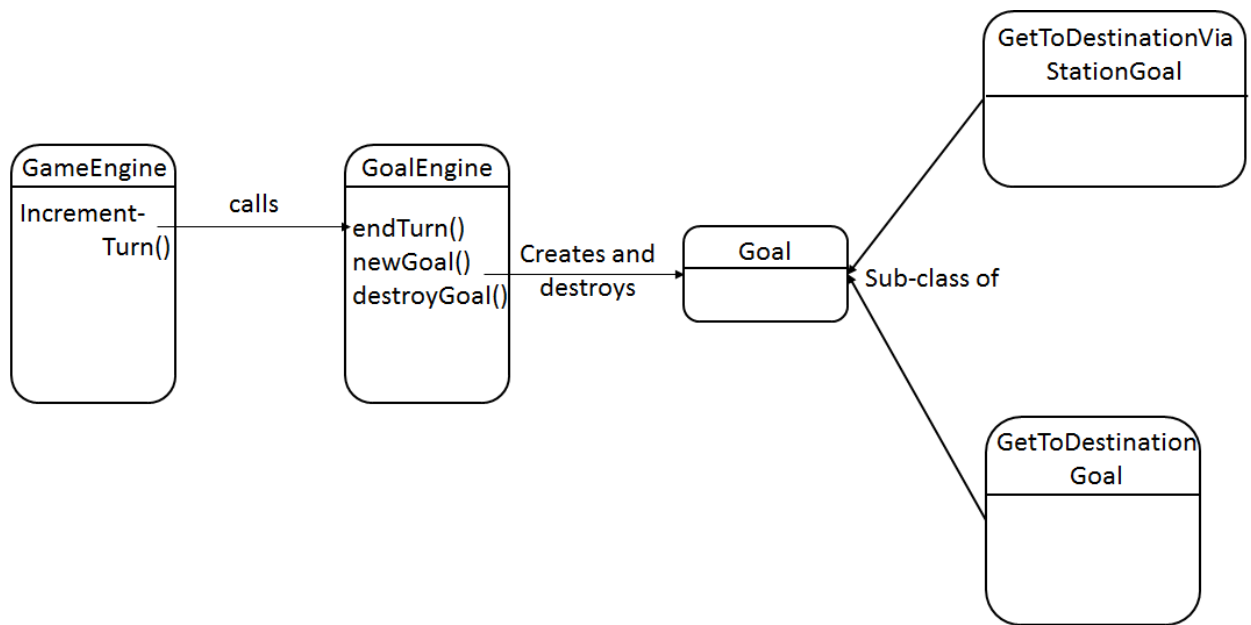 GameEngine
Increment-
Turn()
calls
GoalEngine
endTurn()
newGoal()
destroyGoal()
Creates and
destroys
Goal
Sub-class of
GetToDestinationVia
StationGoal
GetToDestination
Goal